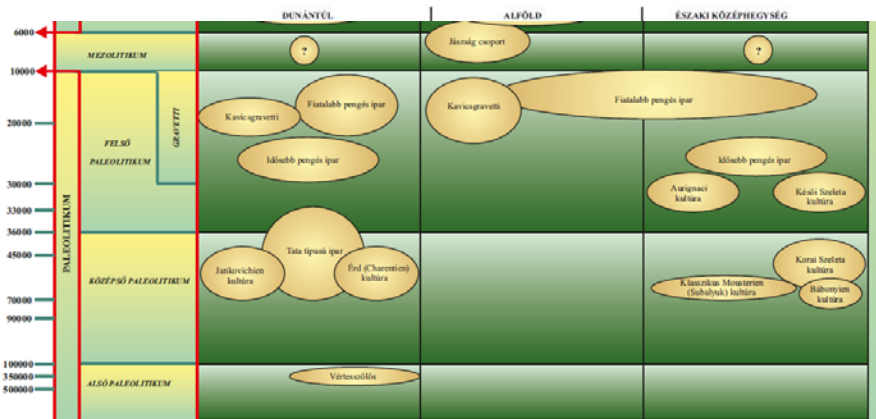 DUNÁNTÚL
ALFÖLD
ÉSZAKI KÖZÉPHEGYSÉG
6000
MEZOLITIKUM
?
Jászság csoport
?
10000
PALEOLITIKUM
FELSŐ
PALEOLITIKUM
GRAVETTI
Fiatalabb pengés ipar
Kavicsgravetti
Kavicsgravetti
Fiatalabb pengés ipar
20000
Idősebb pengés ipar
Idősebb pengés ipar
30000
Aurignaci
kultúra
Késői Szeleta
kultúra
33000
36000
45000
KÖZÉPSŐ PALEOLITIKUM
Tata típusú ipar
Jankovichien
kultúra
Érd (Charentien)
kultúra
Korai Szeleta
kultúra
Klasszikus Mousterien
(Subalyuk) kultúra
Bábonyien
kultúra
70000
90000
100000
350000
500000
ALSÓ PALEOLITIKUM
Vértesszőlős